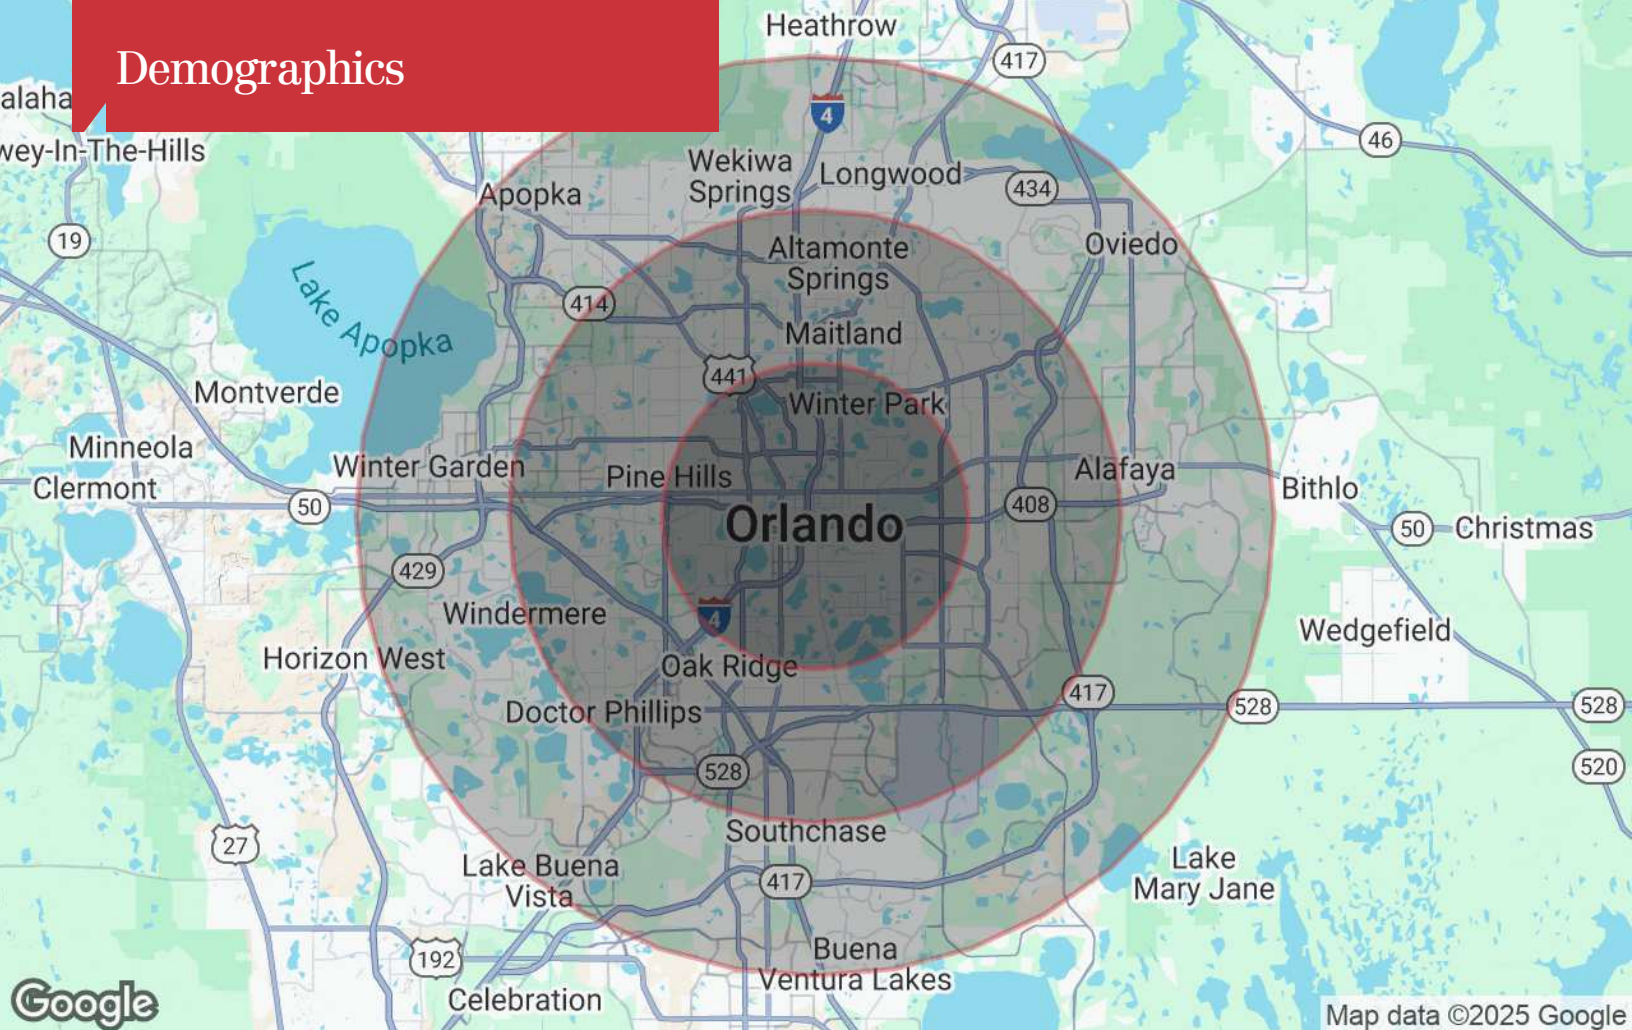 Demographics
Heathrow
417
4
alaha
wey-In-The-Hills
46
Wekiwa
Springs
Longwood
434
Apopka
19
Altamonte
Springs
Oviedo
414
Lake Apopka
Maitland
441
Montverde
Winter Park
Minneola
Winter Garden
Pine Hills
Alafaya
Clermont
50
408
Bithlo
Orlando
50
Christmas
429
Windermere
4
Wedgefield
Horizon West
Oak Ridge
Doctor Phillips
417
528
528
528
520
Southchase
27
Lake Buena
Vista
417
Lake
Mary Jane
192
Buena
Ventura Lakes
Celebration
Google
Map data ©2025 Google